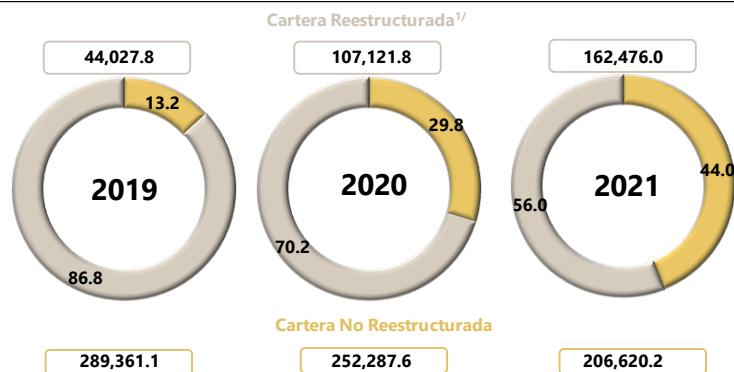 Cartera Reestructurada1/
44,027.8 107,121.8 162,476.0
13.2 29.8 44.0
2019 2020 2021
86.8 70.2 56.0
Cartera No Reestructurada
289,361.1 252,287.6 206,620.2